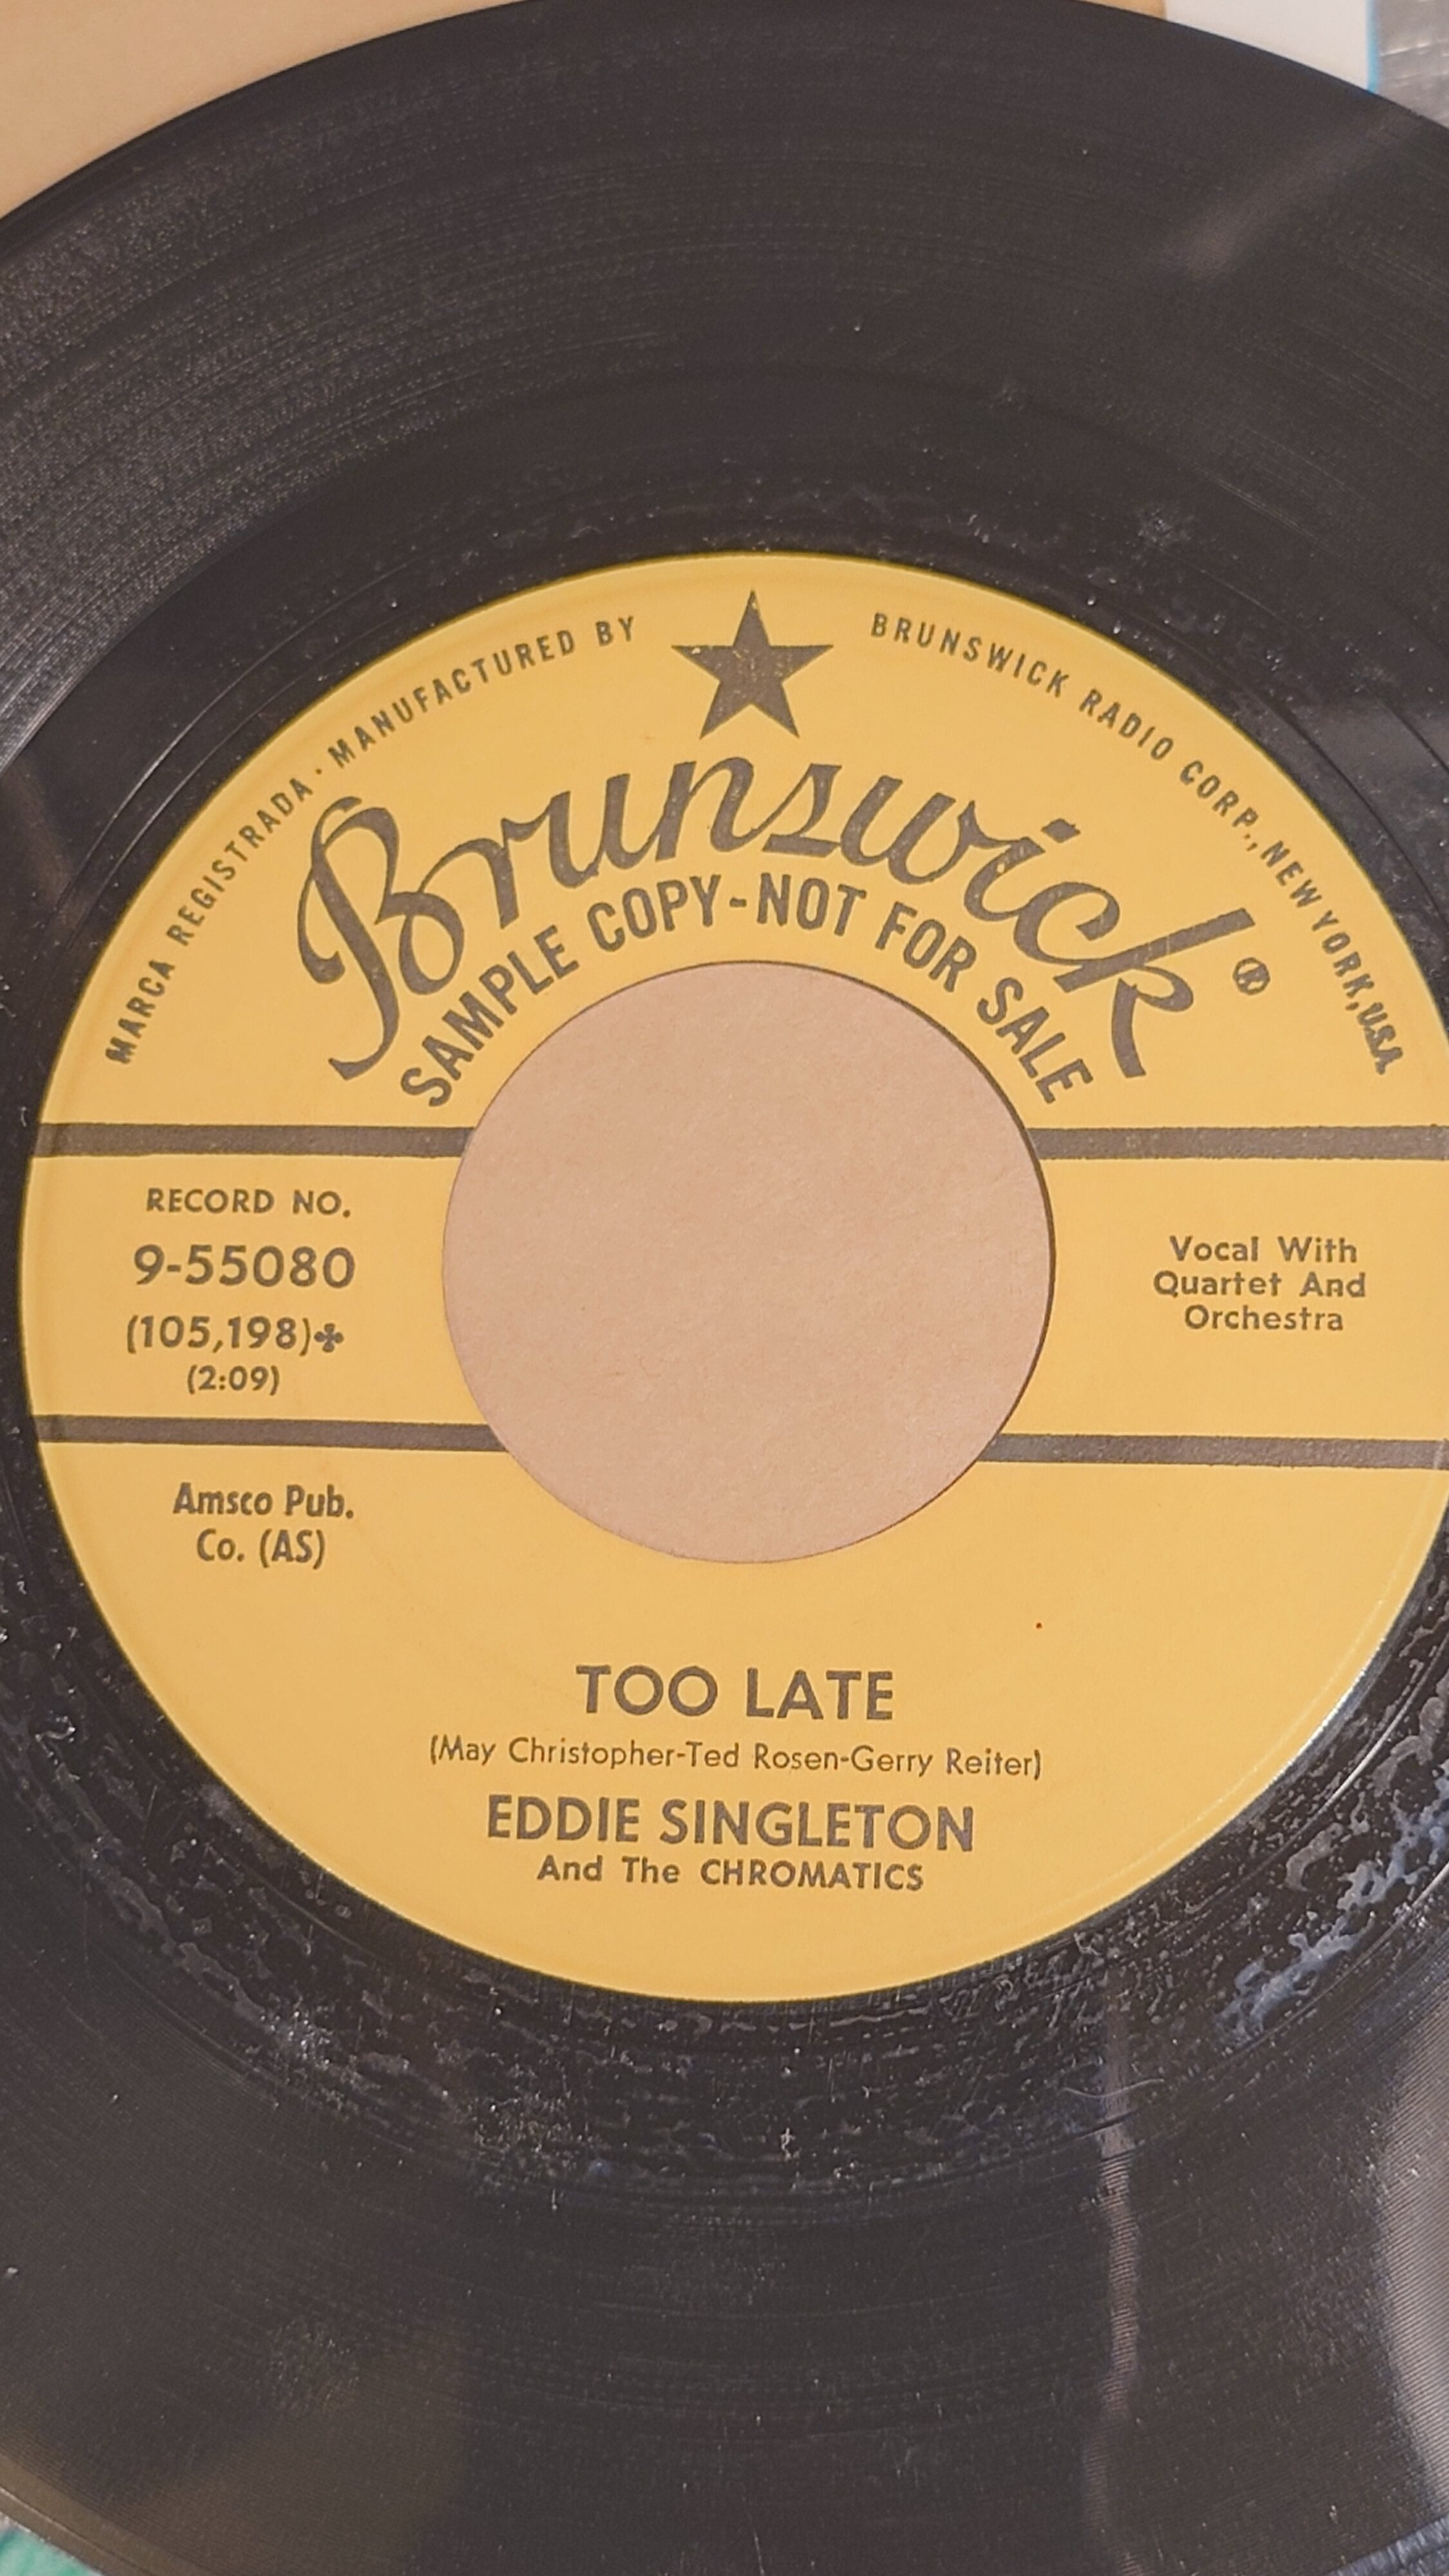 MARCA REGISTRADA · MANUFACTURED BY BRUNSWICK RADIO CORP., NEW YORK, U.S.A.
Brunswick®
SAMPLE COPY-NOT FOR SALE
RECORD NO.
9-55080
(105,198)✤
(2:09)
Vocal With
Quartet And
Orchestra
Amsco Pub.
Co. (AS)
TOO LATE
(May Christopher-Ted Rosen-Gerry Reiter)
EDDIE SINGLETON
And The CHROMATICS